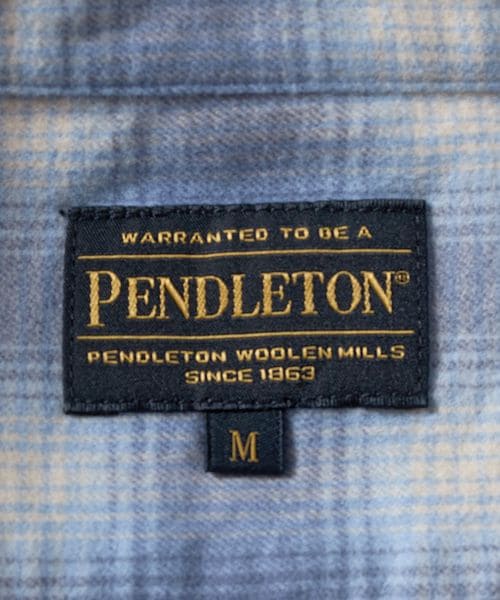 WARRANTED TO BE A
PENDLETON®
PENDLETON WOOLEN MILLS
SINCE 1863
M